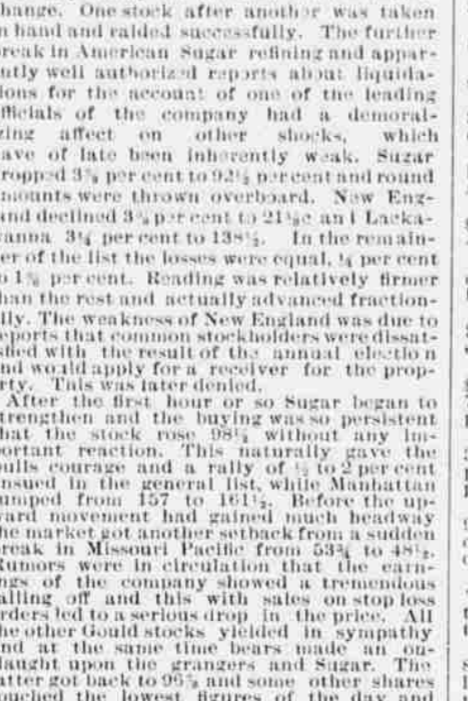 hange. One stock after another was taken
n hand and raided successfully. The further
reak in American Sugar refining and appar-
ntly well authorized reports about liquida-
ions for the account of one of the leading
fficials of the company had a demoral-
zing affect on other shocks, which
ave of late been inherently weak. Sugar
ropped 3⅞ per cent to 92½ per cent and round
mounts were thrown overboard. New Eng-
and declined 3¾ per cent to 21⅛c an l Lacka-
anna 3¼ per cent to 138½. In the remain-
er of the list the losses were equal, ¼ per cent
o 1⅞ per cent. Reading was relatively firmer
han the rest and actually advanced fraction-
lly. The weakness of New England was due to
eports that common stockholders were dissat-
sfied with the result of the annual election
nd would apply for a receiver for the prop-
rty. This was later denied.
After the first hour or so Sugar began to
trengthen and the buying was so persistent
hat the stock rose 98¼ without any im-
ortant reaction. This naturally gave the
ulls courage and a rally of ½ to 2 per cent
nsued in the general list, while Manhattan
umped from 157 to 161½. Before the up-
ard movement had gained much headway
he market got another setback from a sudden
reak in Missouri Pacific from 53¾ to 48½.
Rumors were in circulation that the earn-
ngs of the company showed a tremendous
alling off and this with sales on stop loss
rders led to a serious drop in the price. All
he other Gould stocks yielded in sympathy
nd at the same time bears made an on-
laught upon the grangers and Sugar. The
atter got back to 96⅞ and some other shares
ouched the lowest figures of the day and